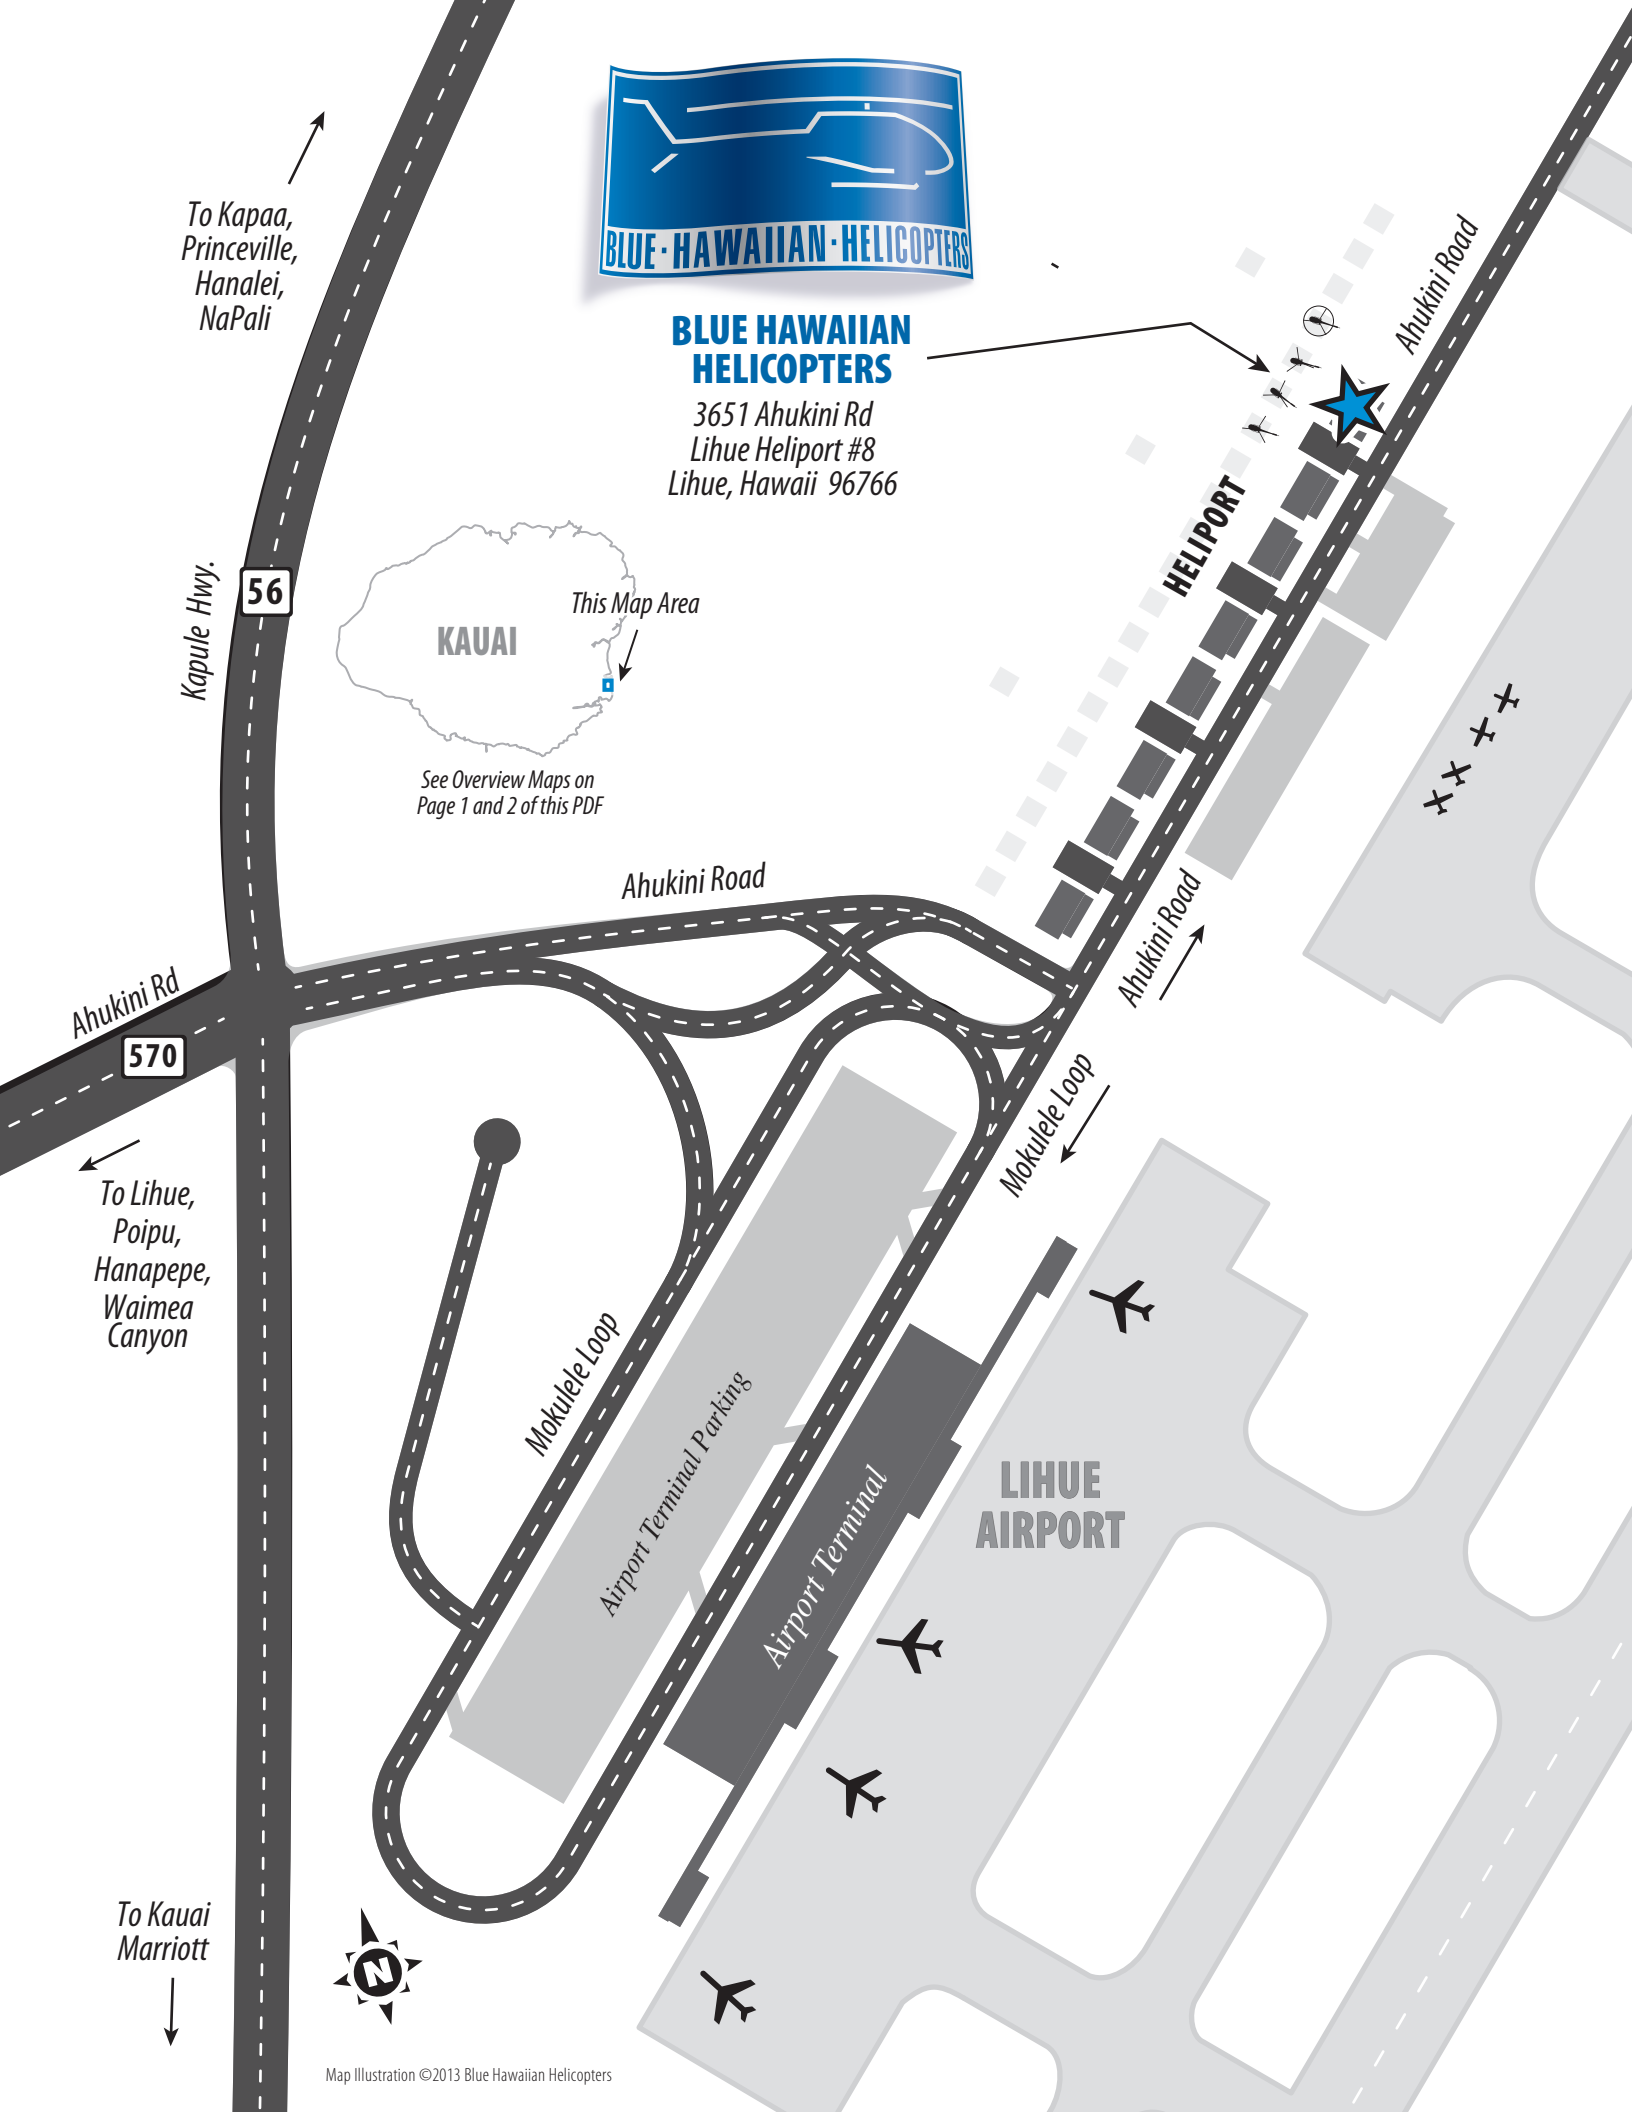 BLUE·HAWAIIAN·HELICOPTERS
BLUE HAWAIIAN
HELICOPTERS
3651 Ahukini Rd
Lihue Heliport #8
Lihue, Hawaii 96766
To Kapaa,
Princeville,
Hanalei,
NaPali
Ahukini Road
HELIPORT
Kapule Hwy.
56
KAUAI
This Map Area
See Overview Maps on
Page 1 and 2 of this PDF
Ahukini Road
Ahukini Road
Ahukini Rd
570
Mokulele Loop
To Lihue,
Poipu,
Hanapepe,
Waimea
Canyon
Mokulele Loop
Airport Terminal Parking
Airport Terminal
LIHUE
AIRPORT
To Kauai
Marriott
N
Map Illustration ©2013 Blue Hawaiian Helicopters